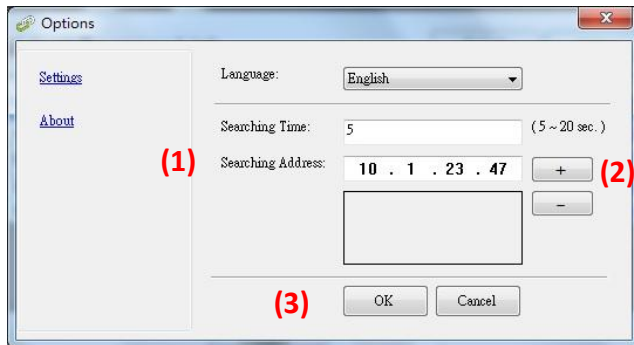 Options
Settings
About
Language:
English
Searching Time:
5
( 5 ~ 20 sec. )
(1)
Searching Address:
10 . 1 . 23 . 47
+
(2)
-
(3)
OK
Cancel